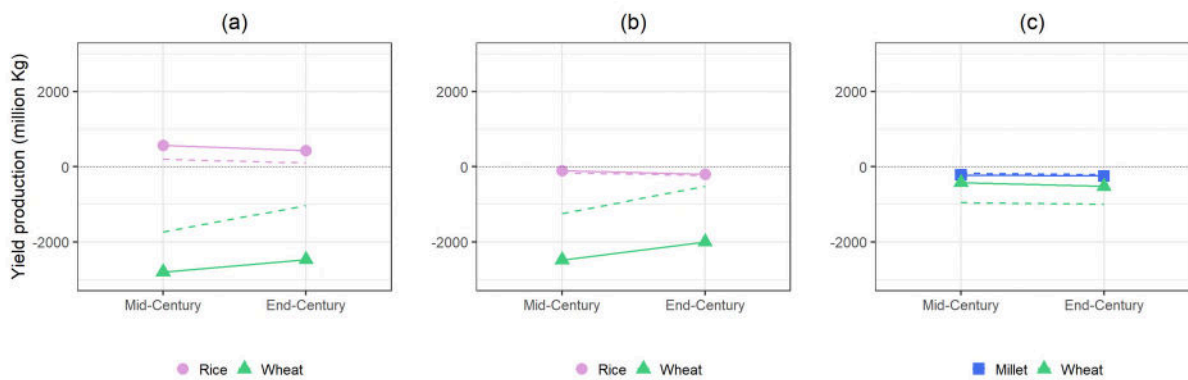 (a) (b) (c)
Yield production (million Kg)
2000
0
-2000
Mid-Century End-Century
Rice Wheat
2000
0
-2000
Mid-Century End-Century
Rice Wheat
2000
0
-2000
Mid-Century End-Century
Millet Wheat